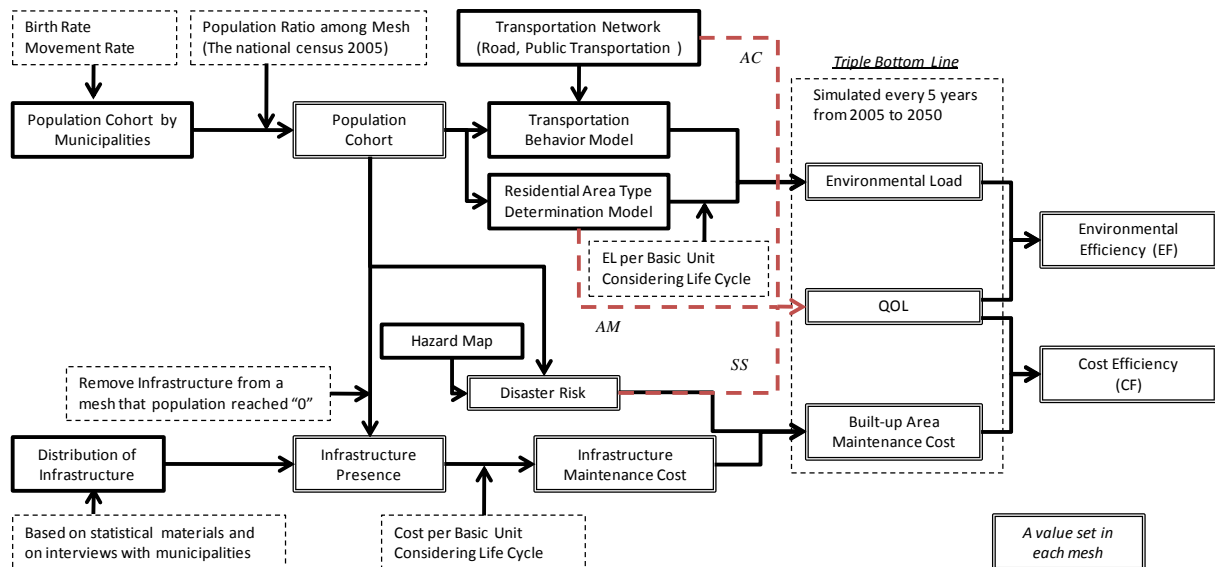 Birth Rate
Movement Rate
Population Ratio among Mesh
(The national census 2005)
Transportation Network
(Road, Public Transportation )
AC
Triple Bottom Line
Simulated every 5 years
from 2005 to 2050
Population Cohort by
Municipalities
Population
Cohort
Transportation
Behavior Model
Residential Area Type
Determination Model
Environmental Load
EL per Basic Unit
Considering Life Cycle
Environmental
Efficiency (EF)
QOL
AM
Hazard Map
SS
Cost Efficiency
(CF)
Remove Infrastructure from a
mesh that population reached “0”
Disaster Risk
Built-up Area
Maintenance Cost
Distribution of
Infrastructure
Infrastructure
Presence
Infrastructure
Maintenance Cost
Based on statistical materials and
on interviews with municipalities
Cost per Basic Unit
Considering Life Cycle
A value set in
each mesh